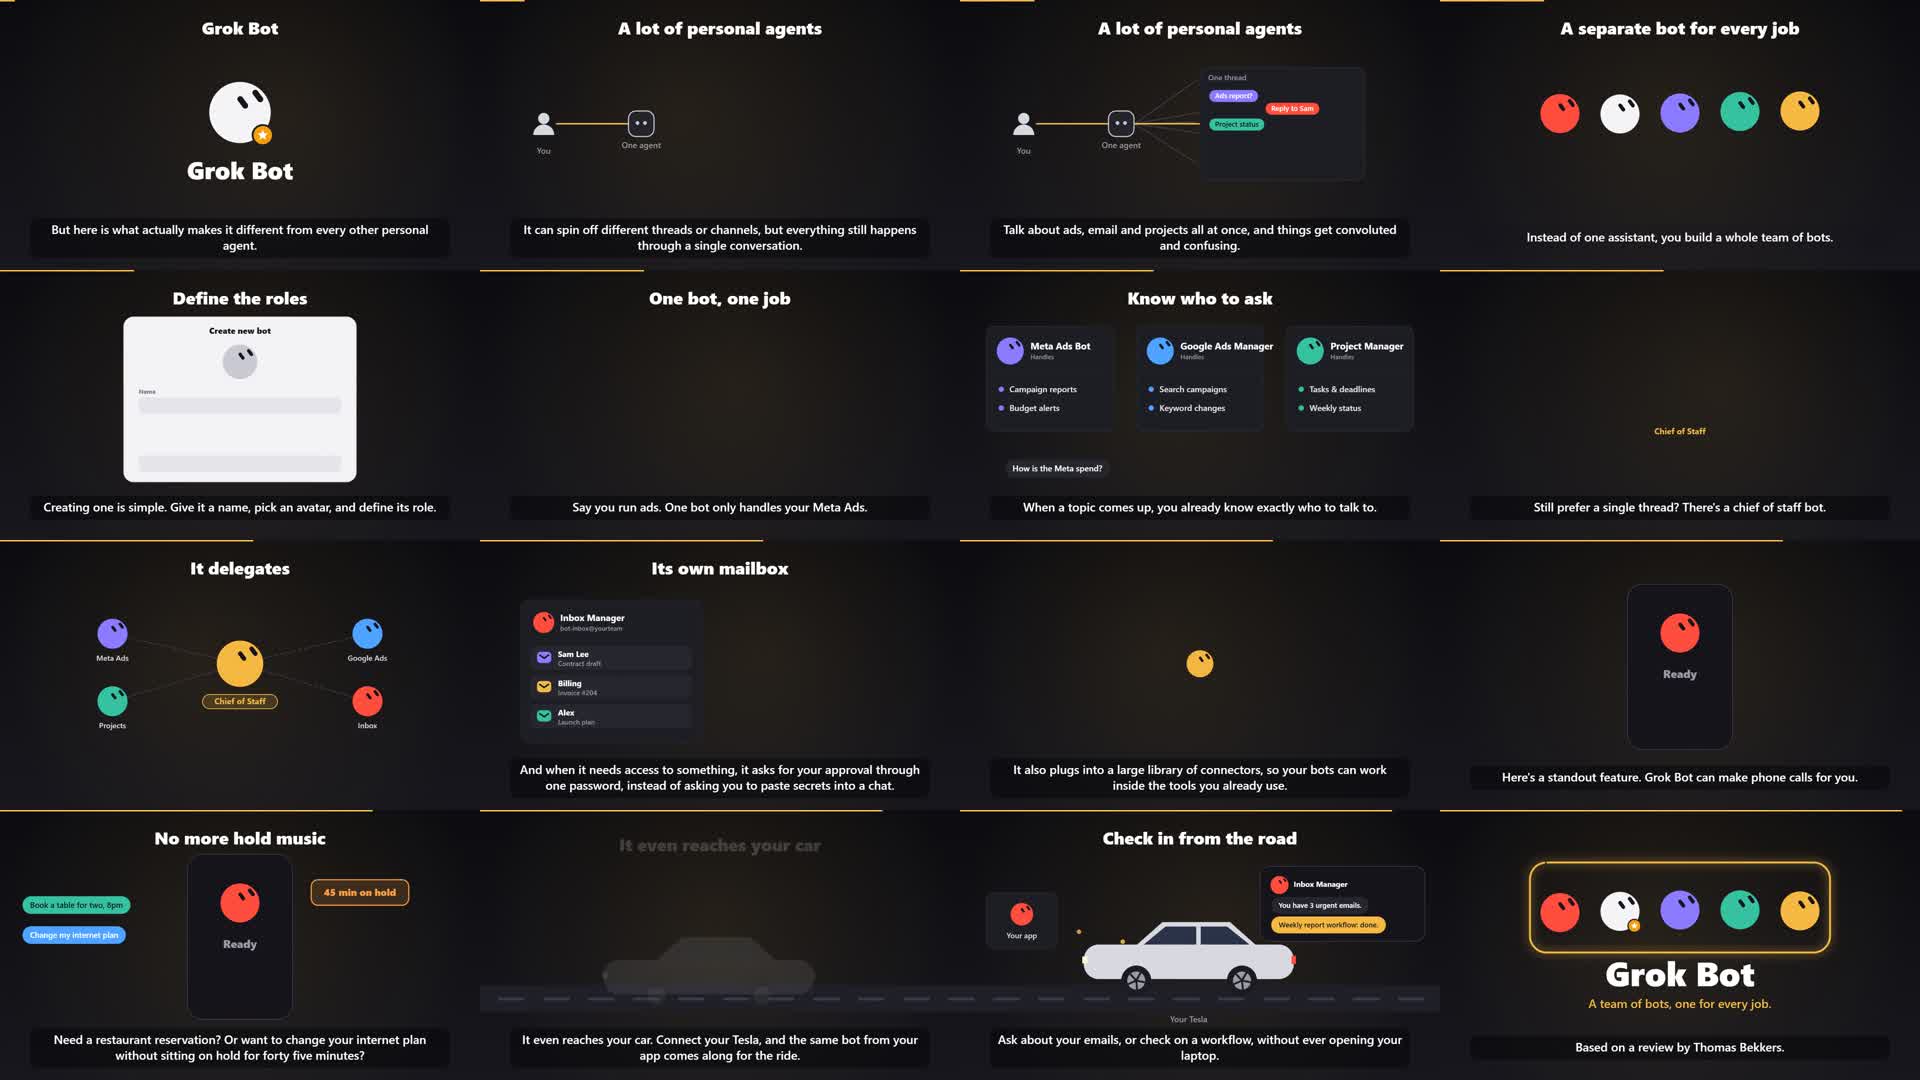 Grok Bot
Grok Bot
But here is what actually makes it different from every other personal
agent.
A lot of personal agents
You
One agent
It can spin off different threads or channels, but everything still happens
through a single conversation.
A lot of personal agents
One thread
Ads report?
Reply to Sam
Project status
You
One agent
Talk about ads, email and projects all at once, and things get convoluted
and confusing.
A separate bot for every job
Instead of one assistant, you build a whole team of bots.
Define the roles
Create new bot
Name
Creating one is simple. Give it a name, pick an avatar, and define its role.
One bot, one job
Say you run ads. One bot only handles your Meta Ads.
Know who to ask
Meta Ads Bot
Handles
Campaign reports
Budget alerts
Google Ads Manager
Handles
Search campaigns
Keyword changes
Project Manager
Handles
Tasks & deadlines
Weekly status
How is the Meta spend?
When a topic comes up, you already know exactly who to talk to.
Chief of Staff
Still prefer a single thread? There's a chief of staff bot.
It delegates
Meta Ads
Google Ads
Chief of Staff
Projects
Inbox
Its own mailbox
Inbox Manager
bot-inbox@yourteam
Sam Lee
Contract draft
Billing
Invoice #204
Alex
Launch plan
And when it needs access to something, it asks for your approval through
one password, instead of asking you to paste secrets into a chat.
It also plugs into a large library of connectors, so your bots can work
inside the tools you already use.
Ready
Here's a standout feature. Grok Bot can make phone calls for you.
No more hold music
Book a table for two, 8pm
Change my internet plan
Ready
45 min on hold
Need a restaurant reservation? Or want to change your internet plan
without sitting on hold for forty five minutes?
It even reaches your car
It even reaches your car. Connect your Tesla, and the same bot from your
app comes along for the ride.
Check in from the road
Your app
Inbox Manager
You have 3 urgent emails.
Weekly report workflow: done.
Your Tesla
Ask about your emails, or check on a workflow, without ever opening your
laptop.
Grok Bot
A team of bots, one for every job.
Based on a review by Thomas Bekkers.